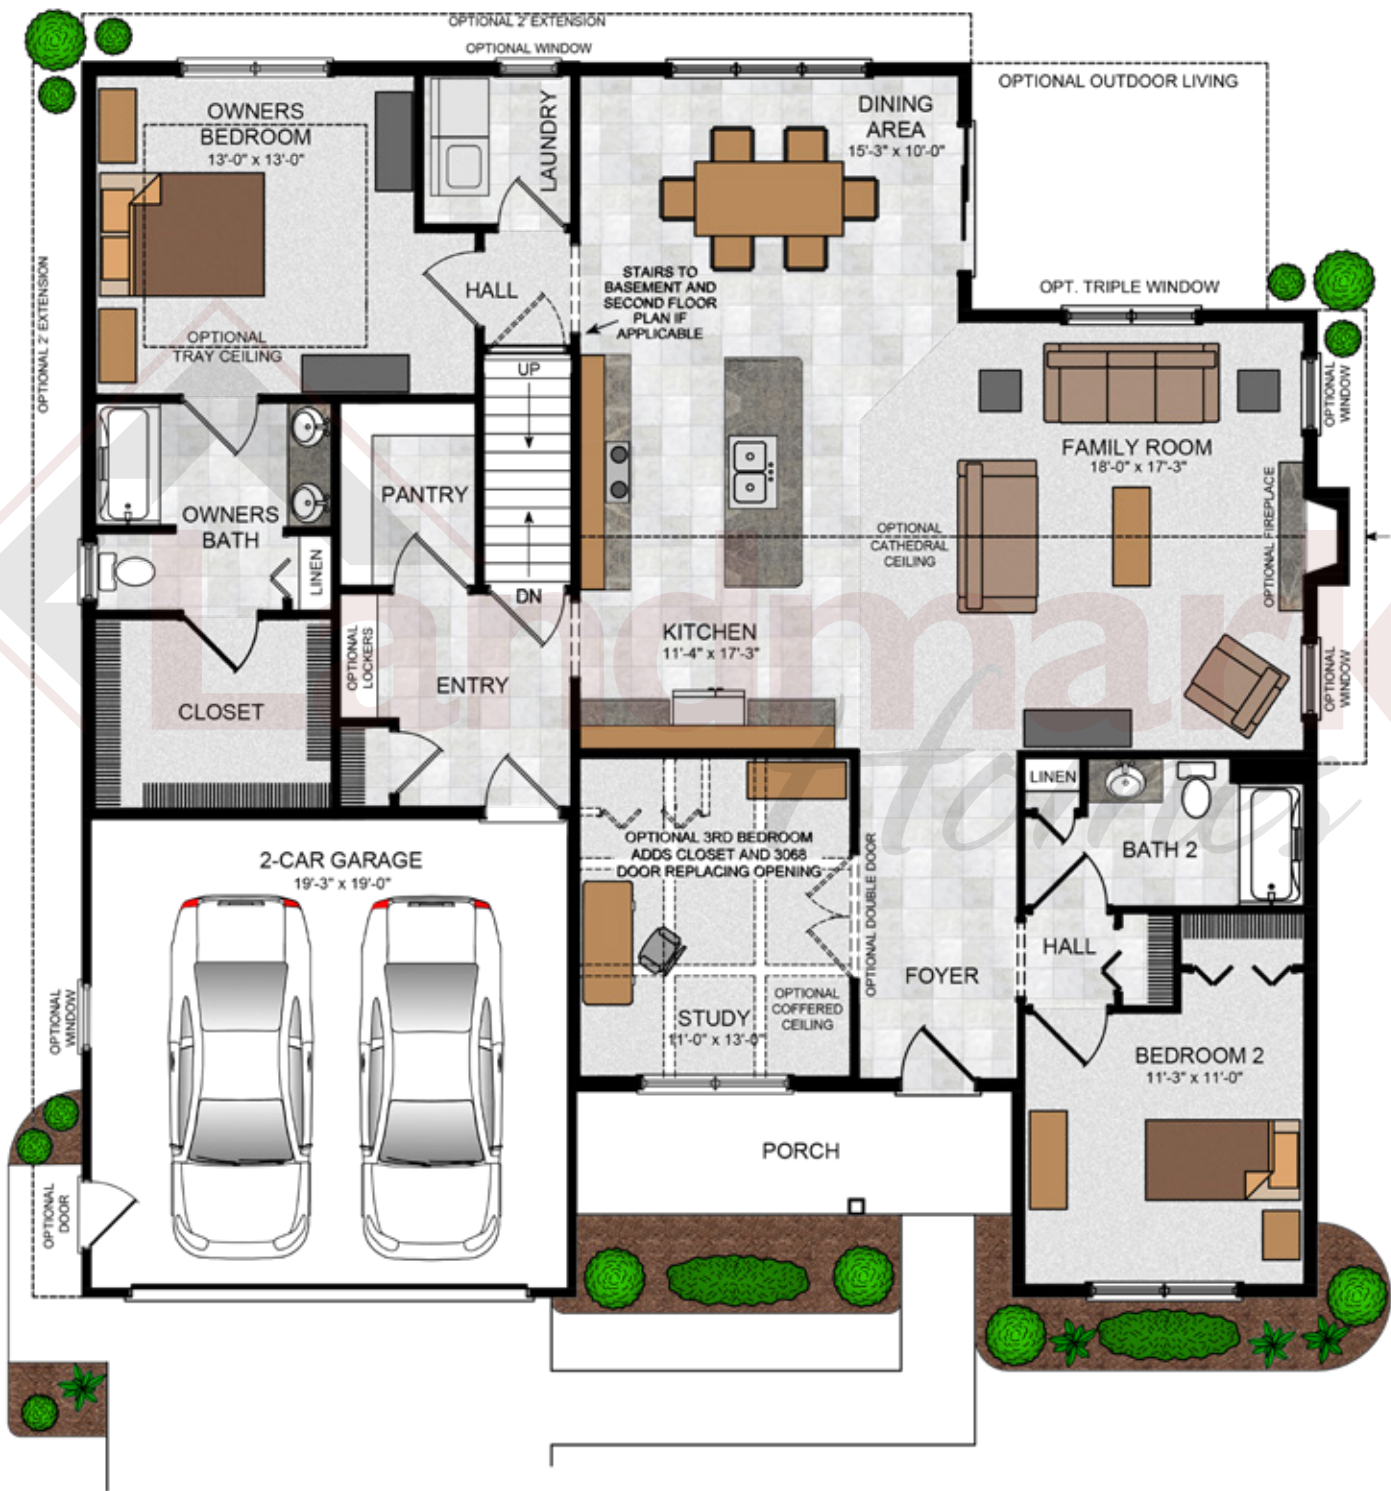 OPTIONAL 2' EXTENSION
OPTIONAL WINDOW
OPTIONAL OUTDOOR LIVING
OWNERS
BEDROOM
13'-0" x 13'-0"
LAUNDRY
DINING
AREA
15'-3" x 10'-0"
OPTIONAL 2' EXTENSION
HALL
STAIRS TO
BASEMENT AND
SECOND FLOOR
PLAN IF
APPLICABLE
OPT. TRIPLE WINDOW
OPTIONAL
TRAY CEILING
UP
OPTIONAL
WINDOW
FAMILY ROOM
18'-0" x 17'-3"
PANTRY
OWNERS
BATH
LINEN
OPTIONAL
CATHEDRAL
CEILING
OPTIONAL FIREPLACE
DN
KITCHEN
11'-4" x 17'-3"
OPTIONAL
LOCKERS
ENTRY
OPTIONAL
WINDOW
CLOSET
Landmark
Homes
LINEN
OPTIONAL 3RD BEDROOM
ADDS CLOSET AND 3068
DOOR REPLACING OPENING
BATH 2
2-CAR GARAGE
19'-3" x 19'-0"
OPTIONAL DOUBLE DOOR
HALL
FOYER
OPTIONAL
WINDOW
OPTIONAL
COFFERED
CEILING
STUDY
11'-0" x 13'-0"
BEDROOM 2
11'-3" x 11'-0"
PORCH
OPTIONAL
DOOR